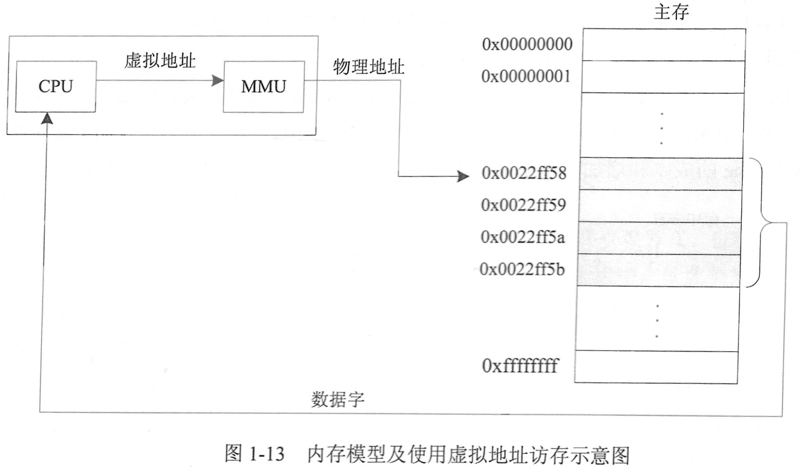 主存
0x00000000
虚拟地址
物理地址
CPU
MMU
0x00000001
0x0022ff58
0x0022ff59
0x0022ff5a
0x0022ff5b
0xffffffff
数据字
图 1-13 内存模型及使用虚拟地址访存示意图